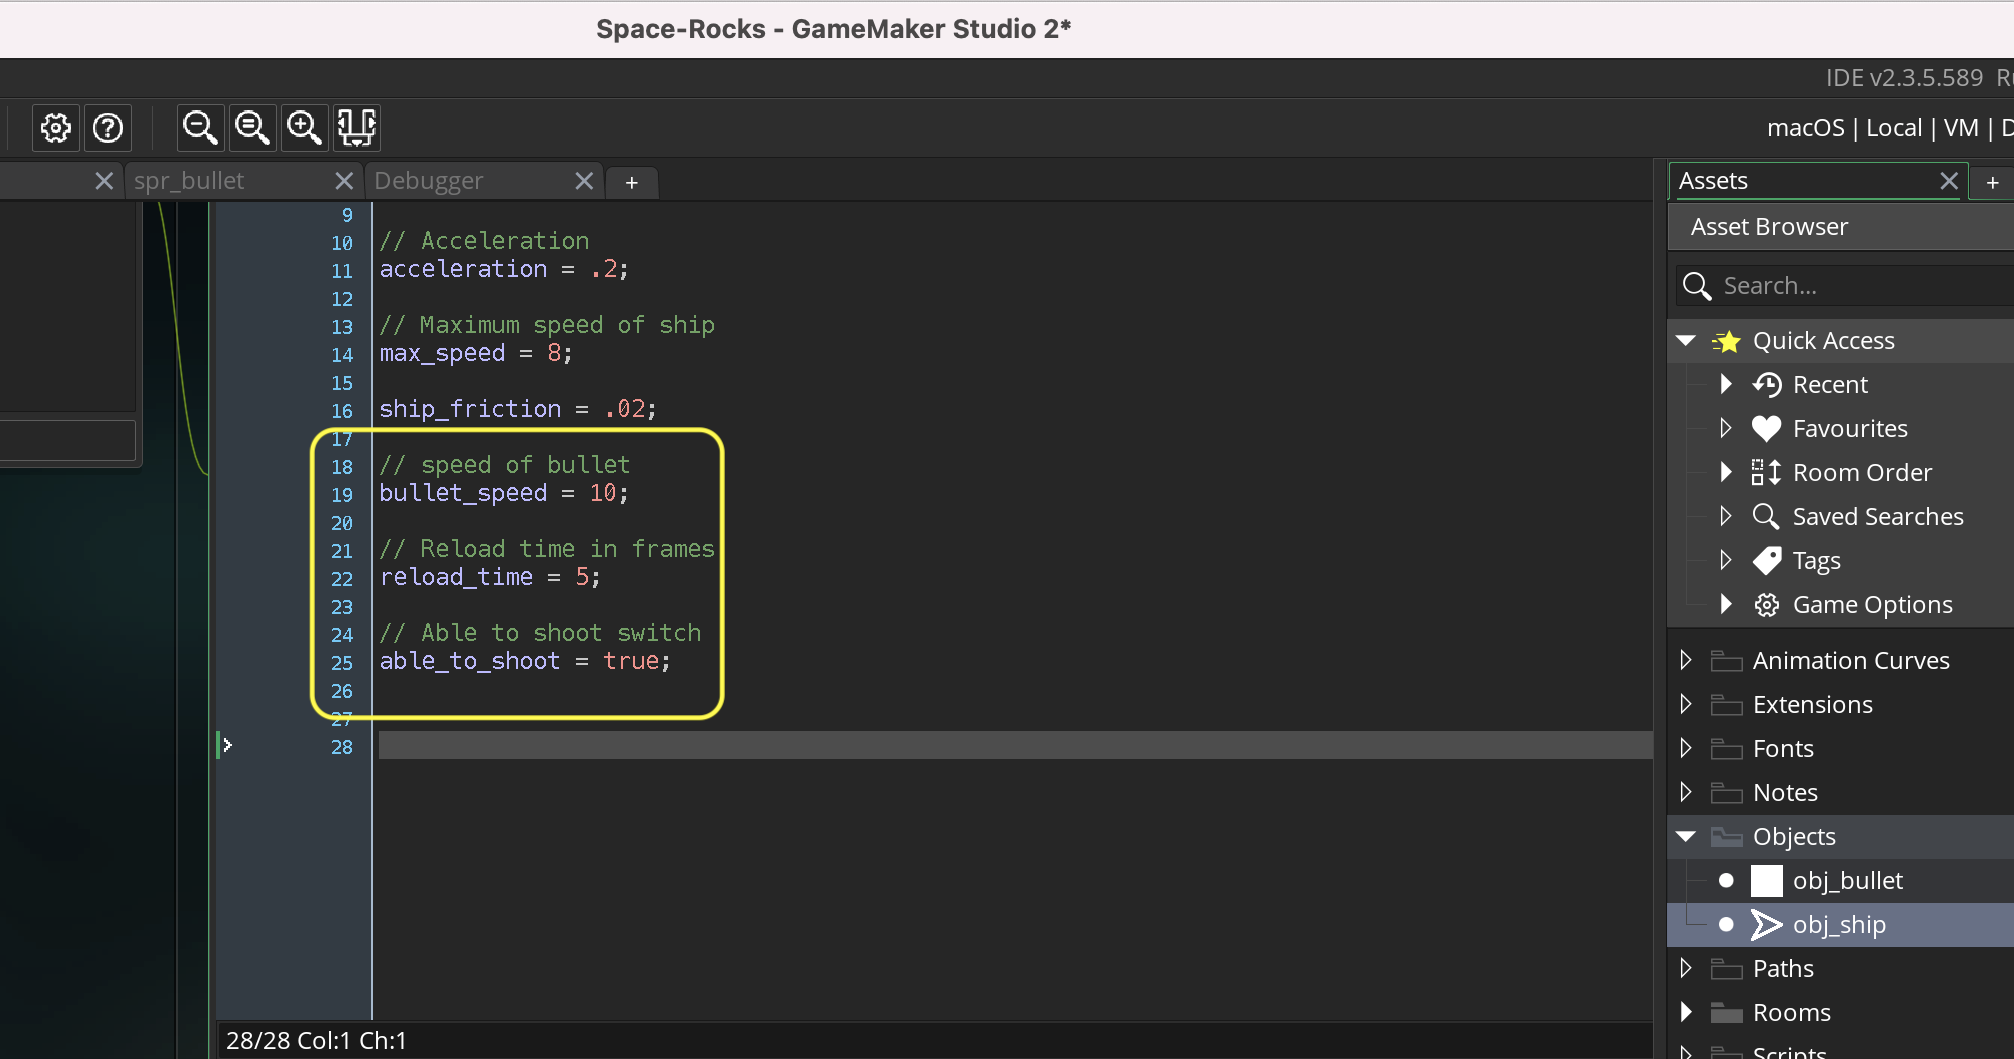 Space-Rocks - GameMaker Studio 2*
IDE v2.3.5.589
macOS | Local | VM |
spr_bullet
Debugger
+
Assets
+
Asset Browser
Search...
9
10 // Acceleration
11 acceleration = .2;
12
13 // Maximum speed of ship
14 max_speed = 8;
15
16 ship_friction = .02;
17
18 // speed of bullet
19 bullet_speed = 10;
20
21 // Reload time in frames
22 reload_time = 5;
23
24 // Able to shoot switch
25 able_to_shoot = true;
26
27
28
Quick Access
Recent
Favourites
Room Order
Saved Searches
Tags
Game Options
Animation Curves
Extensions
Fonts
Notes
Objects
obj_bullet
obj_ship
Paths
Rooms
Scripts
28/28 Col:1 Ch:1